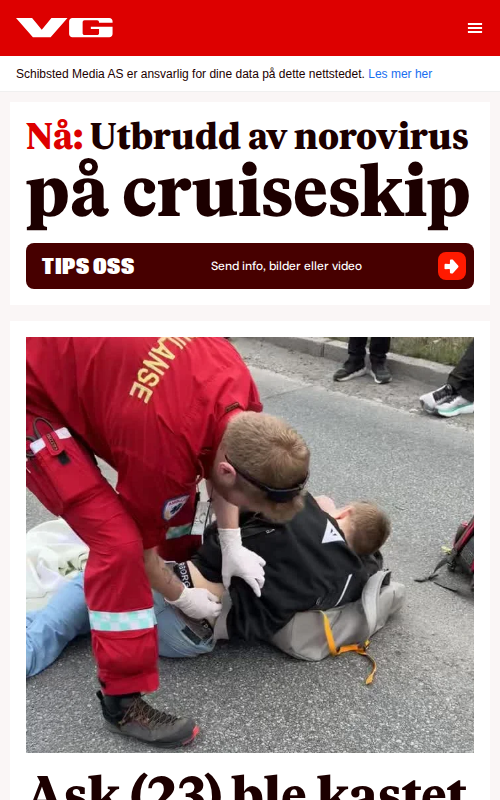 VG
Schibsted Media AS er ansvarlig for dine data på dette nettstedet. Les mer her
Nå: Utbrudd av norovirus
på cruiseskip
TIPS OSS
Send info, bilder eller video
ULANSE
Ask (23) ble kastet